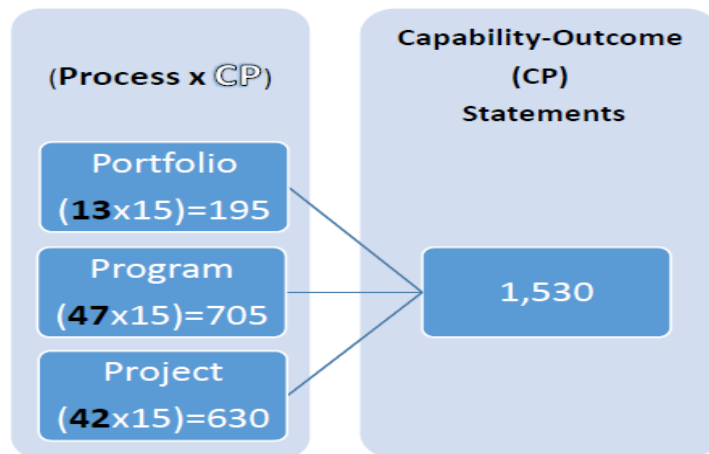 (Process x CP)
Portfolio
(13x15)=195
Program
(47x15)=705
Project
(42x15)=630
Capability-Outcome
(CP)
Statements
1,530